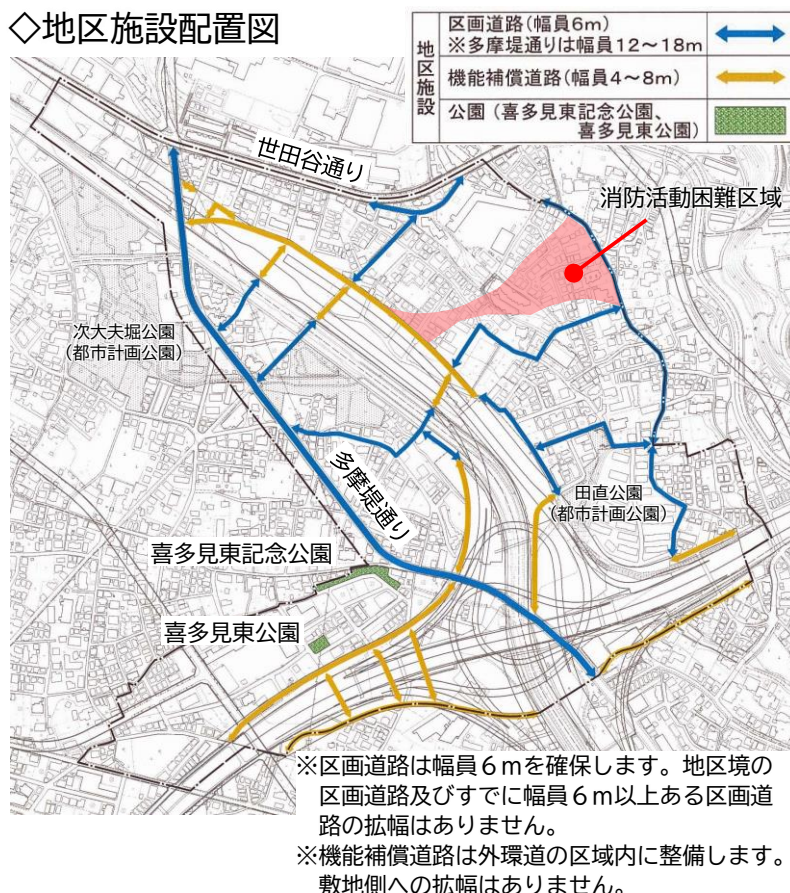 ◇地区施設配置図
地区施設
区画道路(幅員6m)
※多摩堤通りは幅員12～18m
機能補償道路(幅員4～8m)
公園(喜多見東記念公園、
喜多見東公園)
世田谷通り
消防活動困難区域
次大夫堀公園
(都市計画公園)
多摩堤通り
田直公園
(都市計画公園)
喜多見東記念公園
喜多見東公園
※区画道路は幅員６ｍを確保します。地区境の
区画道路及びすでに幅員６ｍ以上ある区画道
路の拡幅はありません。
※機能補償道路は外環道の区域内に整備します。
敷地側への拡幅はありません。